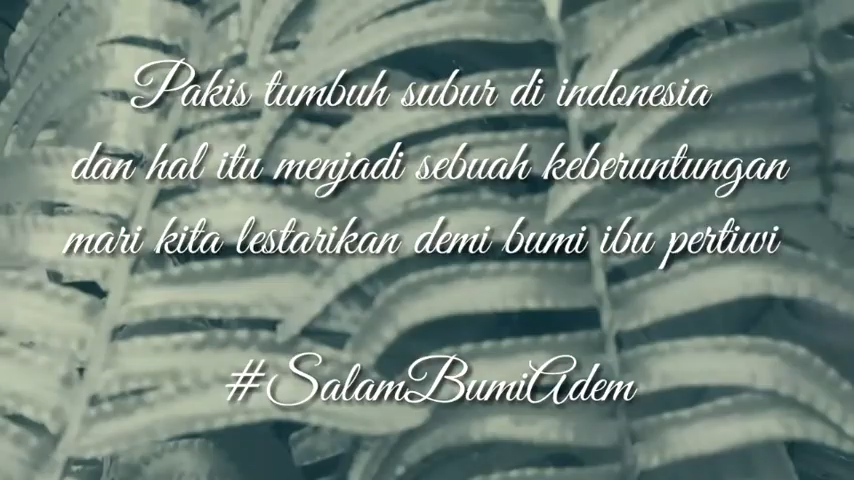 Pakis tumbuh subur di indonesia
dan hal itu menjadi sebuah keberuntungan
mari kita lestarikan demi bumi ibu pertiwi
#SalamBumiAdem